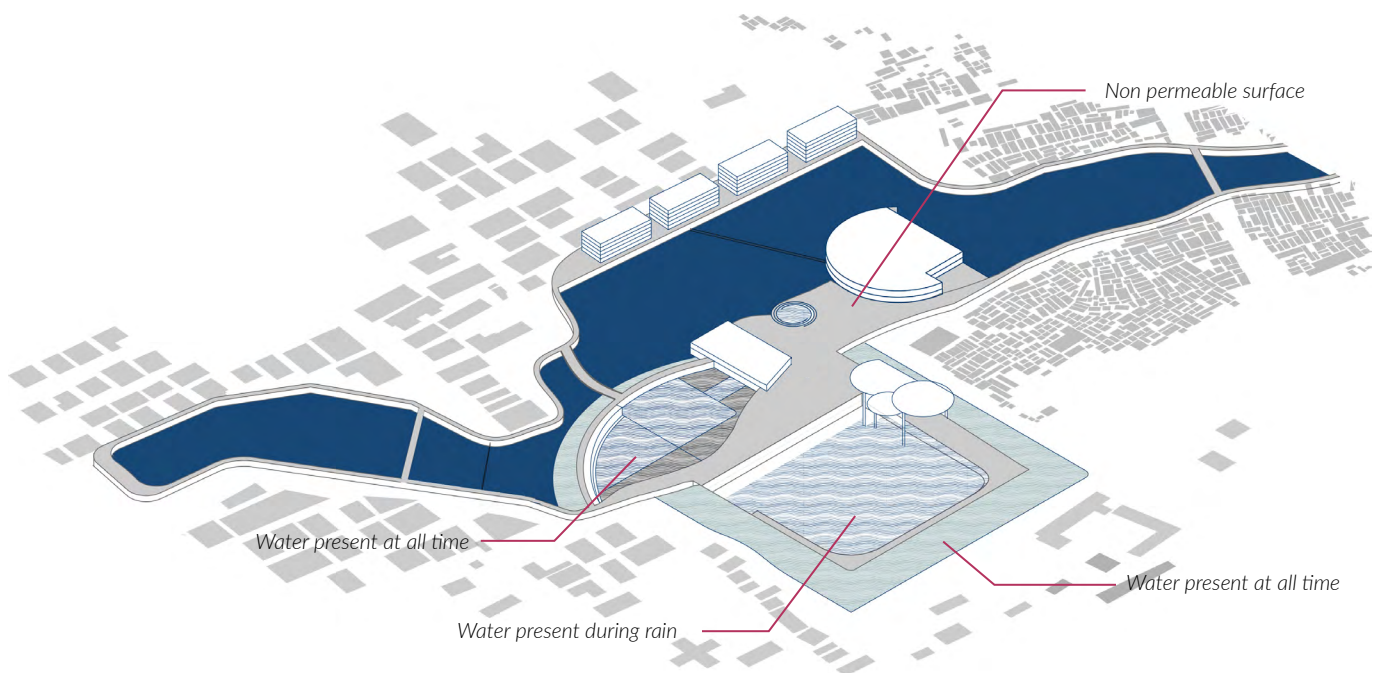 Non permeable surface
Water present at all time
Water present at all time
Water present during rain